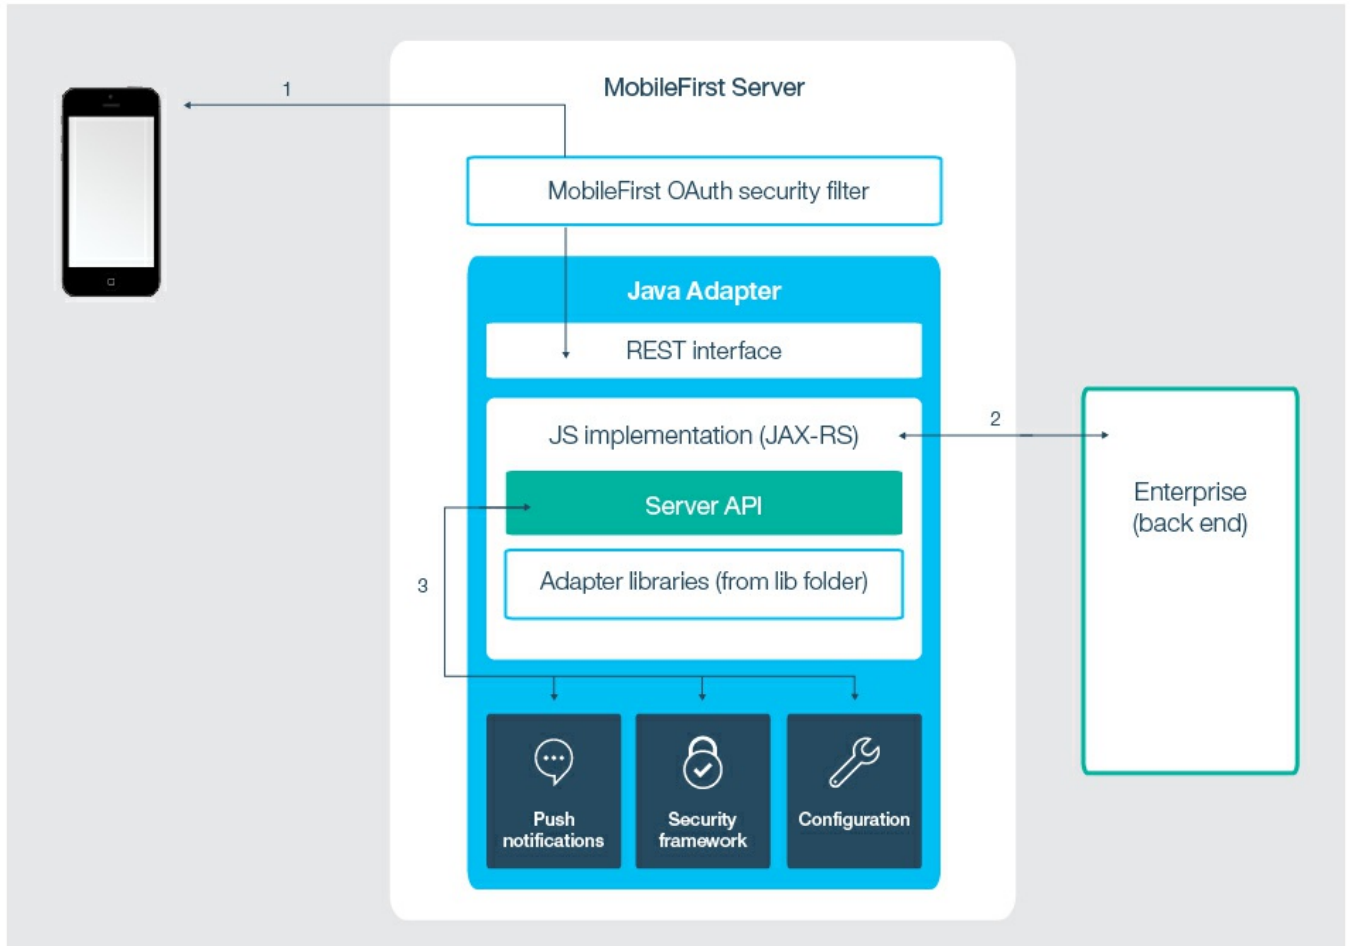 MobileFirst Server
1
MobileFirst OAuth security filter
Java Adapter
REST interface
JS implementation (JAX-RS)
2
Server API
Enterprise
(back end)
Adapter libraries (from lib folder)
3
Push
notifications
Security
framework
Configuration